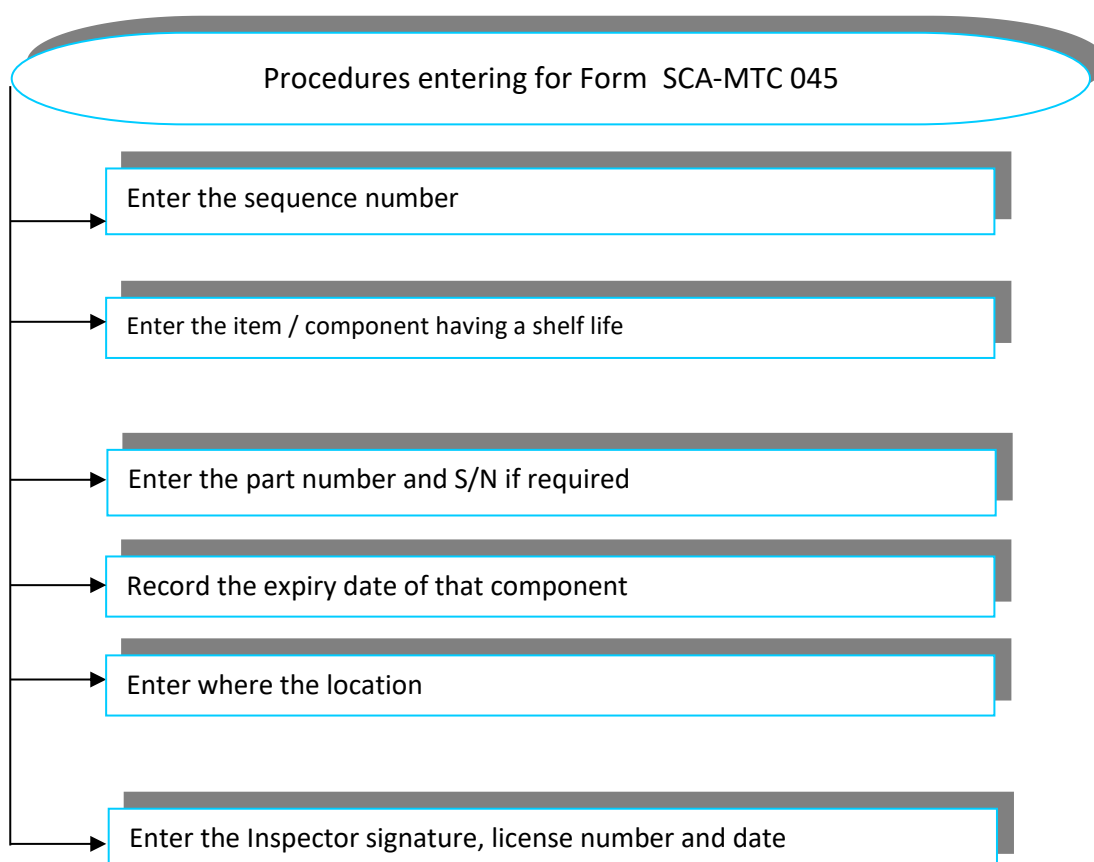 Procedures entering for Form  SCA-MTC 045
Enter the sequence number
Enter the item / component having a shelf life
Enter the part number and S/N if required
Record the expiry date of that component
Enter where the location
Enter the Inspector signature, license number and date